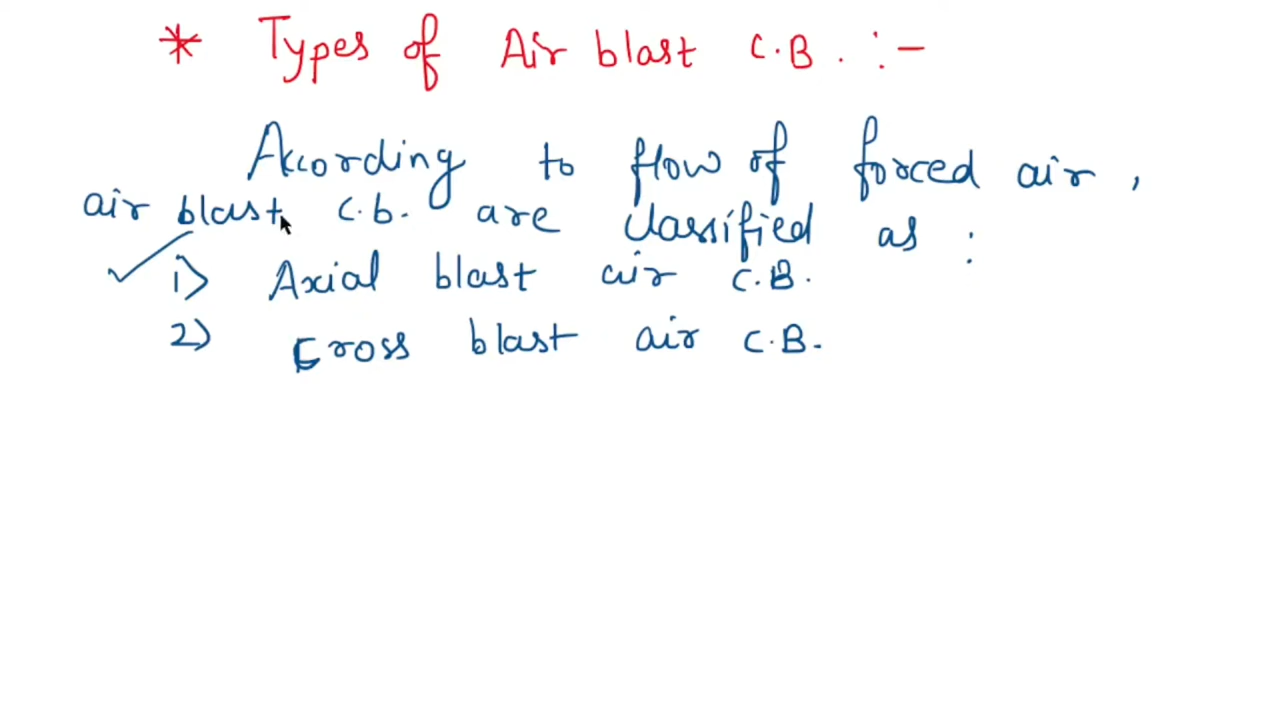 * Types of Air blast C.B. :-
According to flow of forced air,
air blast C.b. are classified as :
1) Axial blast air C.B.
2) Cross blast air C.B.